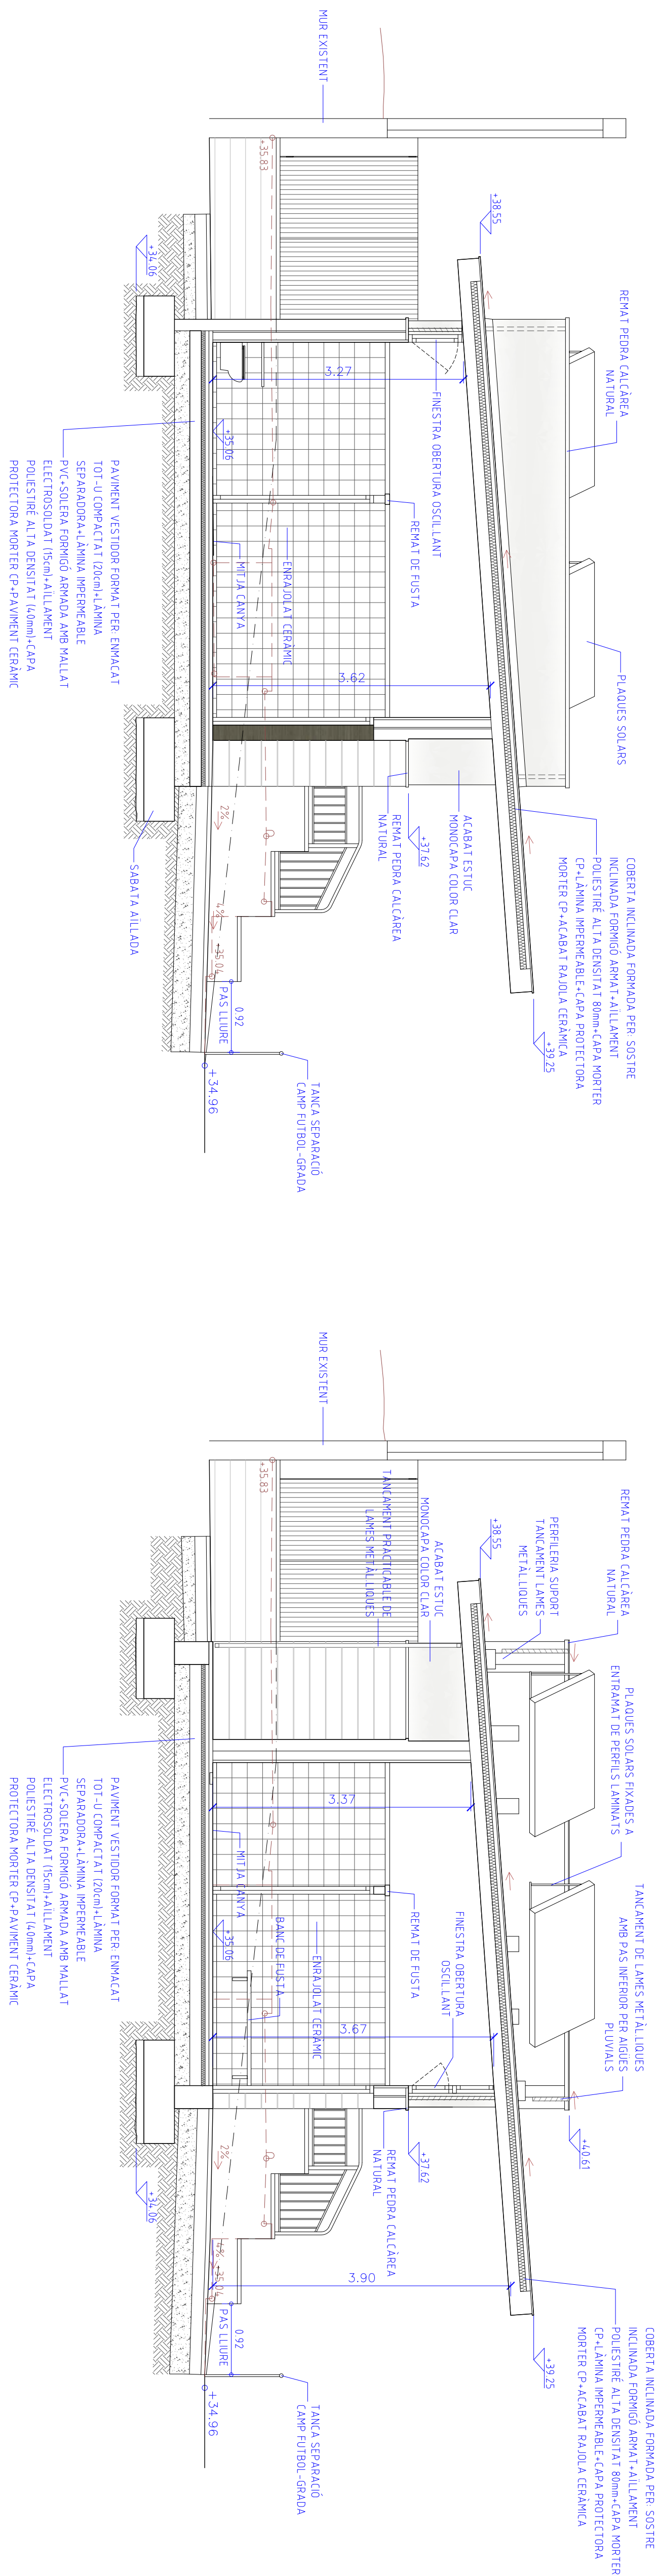 MUR EXISTENT
+35.83
+38.55
+34.06
REMAT PEDRA CALCÀREA
NATURAL
3.27
+35.06
FINESTRA OBERTURA OSCIL.LANT
REMAT DE FUSTA
ENRAJOLAT CERÀMIC
MITJA CANYA
PAVIMENT VESTIDOR FORMAT PER: ENMACAT
TOT-U COMPACTAT (20cm)+LÀMINA
SEPARADORA+LÀMINA IMPERMEABLE
PVC+SOLERA FORMIGÓ ARMADA AMB MALLAT
ELECTROSOLDAT (15cm)+AÏLLAMENT
POLIESTIRÉ ALTA DENSITAT (40mm)+CAPA
PROTECTORA MORTER CP+PAVIMENT CERÀMIC
3.62
PLAQUES SOLARS
ACABAT ESTUC
MONOCAPA COLOR CLAR
+37.62
REMAT PEDRA CALCÀREA
NATURAL
2%
4%
+35.04
SABATA AÏLLADA
COBERTA INCLINADA FORMADA PER: SOSTRE
INCLINADA FORMIGÓ ARMAT+AÏLLAMENT
POLIESTIRÉ ALTA DENSITAT 80mm+CAPA MORTER
CP+LÀMINA IMPERMEABLE+CAPA PROTECTORA
MORTER CP+ACABAT RAJOLA CERÀMICA
+39.25
0.92
PAS LLIURE
+34.96
TANCA SEPARACIÓ
CAMP FUTBOL-GRADA
MUR EXISTENT
+35.83
TANCAMENT PRACTICABLE DE
LAMES METÀL.LIQUES
ACABAT ESTUC
MONOCAPA COLOR CLAR
+38.55
PERFILERIA SUPORT
TANCAMENT LAMES
METÀL.LIQUES
REMAT PEDRA CALCÀREA
NATURAL
PLAQUES SOLARS FIXADES A
ENTRAMAT DE PERFILS LAMINATS
3.37
MITJA CANYA
+35.06
BANC DE FUSTA
ENRAJOLAT CERÀMIC
REMAT DE FUSTA
FINESTRA OBERTURA
OSCIL.LANT
TANCAMENT DE LAMES METÀL.LIQUES
AMB PAS INFERIOR PER AIGÜES
PLUVIALS
PAVIMENT VESTIDOR FORMAT PER: ENMACAT
TOT-U COMPACTAT (20cm)+LÀMINA
SEPARADORA+LÀMINA IMPERMEABLE
PVC+SOLERA FORMIGÓ ARMADA AMB MALLAT
ELECTROSOLDAT (15cm)+AÏLLAMENT
POLIESTIRÉ ALTA DENSITAT (40mm)+CAPA
PROTECTORA MORTER CP+PAVIMENT CERÀMIC
3.67
+40.61
+37.62
REMAT PEDRA CALCÀREA
NATURAL
+34.06
2%
4%
+35.04
3.90
COBERTA INCLINADA FORMADA PER: SOSTRE
INCLINADA FORMIGÓ ARMAT+AÏLLAMENT
POLIESTIRÉ ALTA DENSITAT 80mm+CAPA MORTER
CP+LÀMINA IMPERMEABLE+CAPA PROTECTORA
MORTER CP+ACABAT RAJOLA CERÀMICA
+39.25
0.92
PAS LLIURE
+34.96
TANCA SEPARACIÓ
CAMP FUTBOL-GRADA